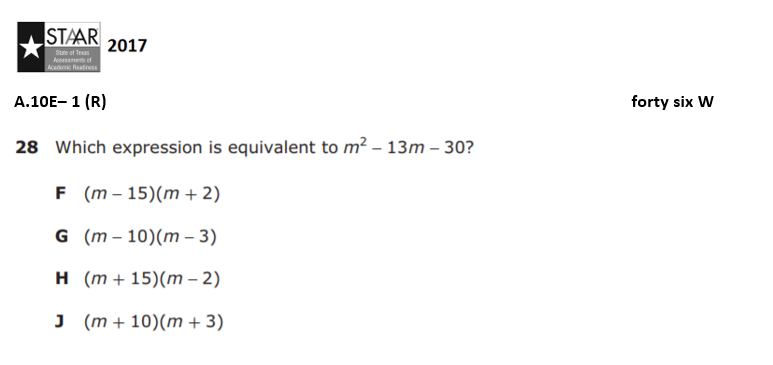 STAAR
State of Texas
Assessments of
Academic Readiness
2017
A.10E– 1 (R)
forty six W
28 Which expression is equivalent to m² – 13m – 30?
F (m – 15)(m + 2)
G (m – 10)(m – 3)
H (m + 15)(m – 2)
J (m + 10)(m + 3)